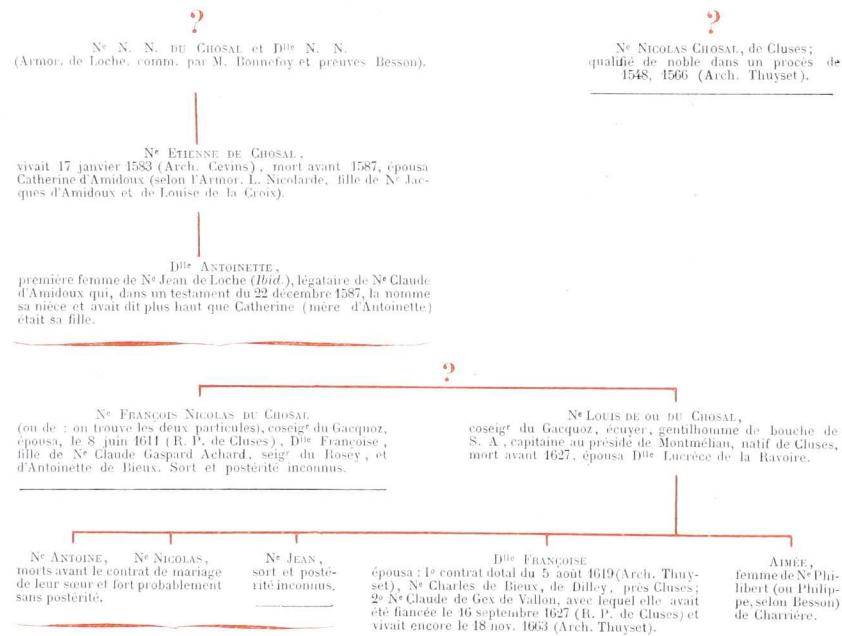 ?
Nᵉ N. N. DU CHOSAL et Dˡˡᵉ N. N.
(Armor. de Loche, comm. par M. Bonnefoy et preuves Besson).
?
Nᵉ NICOLAS CHOSAL, de Cluses;
qualifié de noble dans un procès de
1548, 1566 (Arch. Thuyset).
Nᵉ ETIENNE DE CHOSAL,
vivait 17 janvier 1583 (Arch. Cevins), mort avant 1587, épousa
Catherine d'Amidoux (selon l'Armor. L. Nicolarde, fille de Nᵉ Jac-
ques d'Amidoux et de Louise de la Croix).
Dˡˡᵉ ANTOINETTE,
première femme de Nᵉ Jean de Loche (Ibid.), légataire de Nᵉ Claude
d'Amidoux qui, dans un testament du 22 décembre 1587, la nomme
sa nièce et avait dit plus haut que Catherine (mère d'Antoinette)
était sa fille.
?
Nᵉ FRANÇOIS NICOLAS DU CHOSAL
(ou de : on trouve les deux particules), coseigʳ du Gacquoz,
épousa, le 8 juin 1611 (R. P. de Cluses), Dˡˡᵉ Françoise,
fille de Nᵉ Claude Gaspard Achard, seigʳ du Rosey, et
d'Antoinette de Bieux. Sort et postérité inconnus.
Nᵉ LOUIS DE OU DU CHOSAL,
coseigʳ du Gacquoz, écuyer, gentilhomme de bouche de
S. A., capitaine au préside de Montmélian, natif de Cluses,
mort avant 1627, épousa Dˡˡᵉ Lucrèce de la Ravoire.
Nᵉ ANTOINE, Nᵉ NICOLAS,
morts avant le contrat de mariage
de leur sœur et fort probablement
sans postérité.
Nᵉ JEAN,
sort et posté-
rité inconnus.
Dˡˡᵉ FRANÇOISE
épousa : 1º contrat dotal du 5 août 1619 (Arch. Thuy-
set), Nᵉ Charles de Bieux, de Dilley, près Cluses;
2º Nᵉ Claude de Gex de Vallon, avec lequel elle avait
été fiancée le 16 septembre 1627 (R. P. de Cluses) et
vivait encore le 18 nov. 1663 (Arch. Thuyset).
AIMÉE,
femme de Nᵉ Phi-
libert (ou Philip-
pe, selon Besson)
de Charrière.